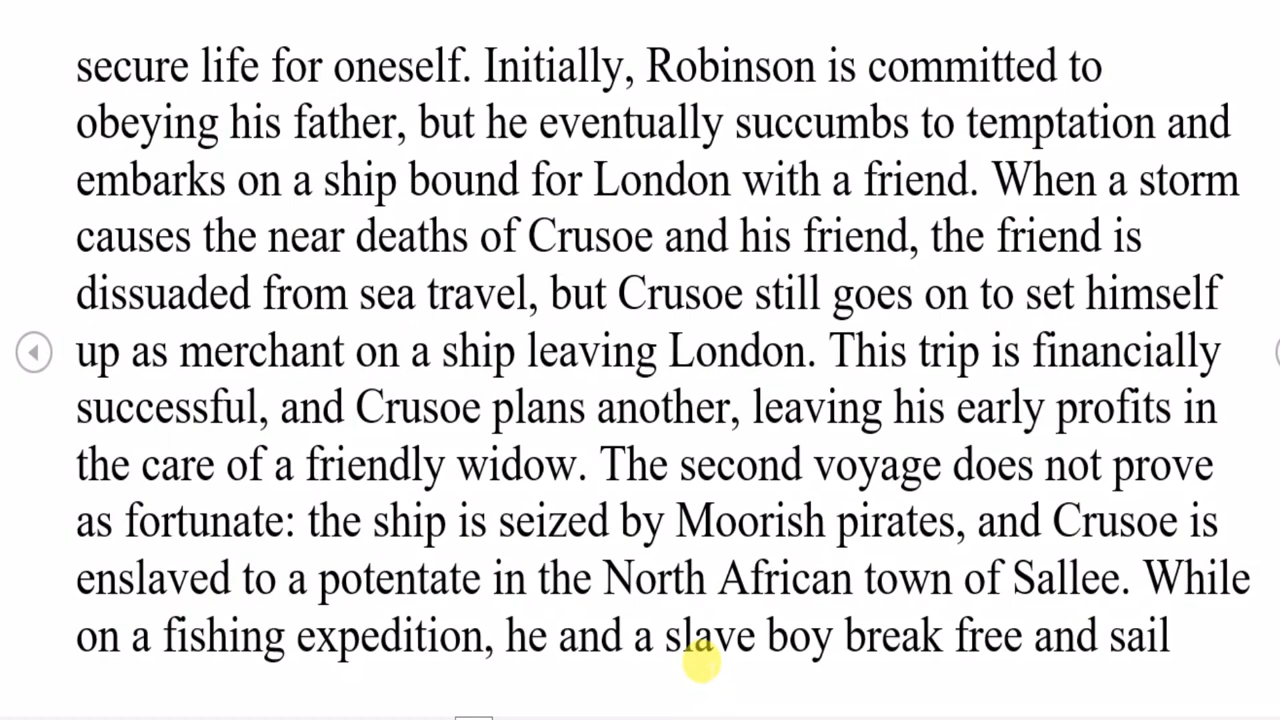 secure life for oneself. Initially, Robinson is committed to
obeying his father, but he eventually succumbs to temptation and
embarks on a ship bound for London with a friend. When a storm
causes the near deaths of Crusoe and his friend, the friend is
dissuaded from sea travel, but Crusoe still goes on to set himself
up as merchant on a ship leaving London. This trip is financially
successful, and Crusoe plans another, leaving his early profits in
the care of a friendly widow. The second voyage does not prove
as fortunate: the ship is seized by Moorish pirates, and Crusoe is
enslaved to a potentate in the North African town of Sallee. While
on a fishing expedition, he and a slave boy break free and sail